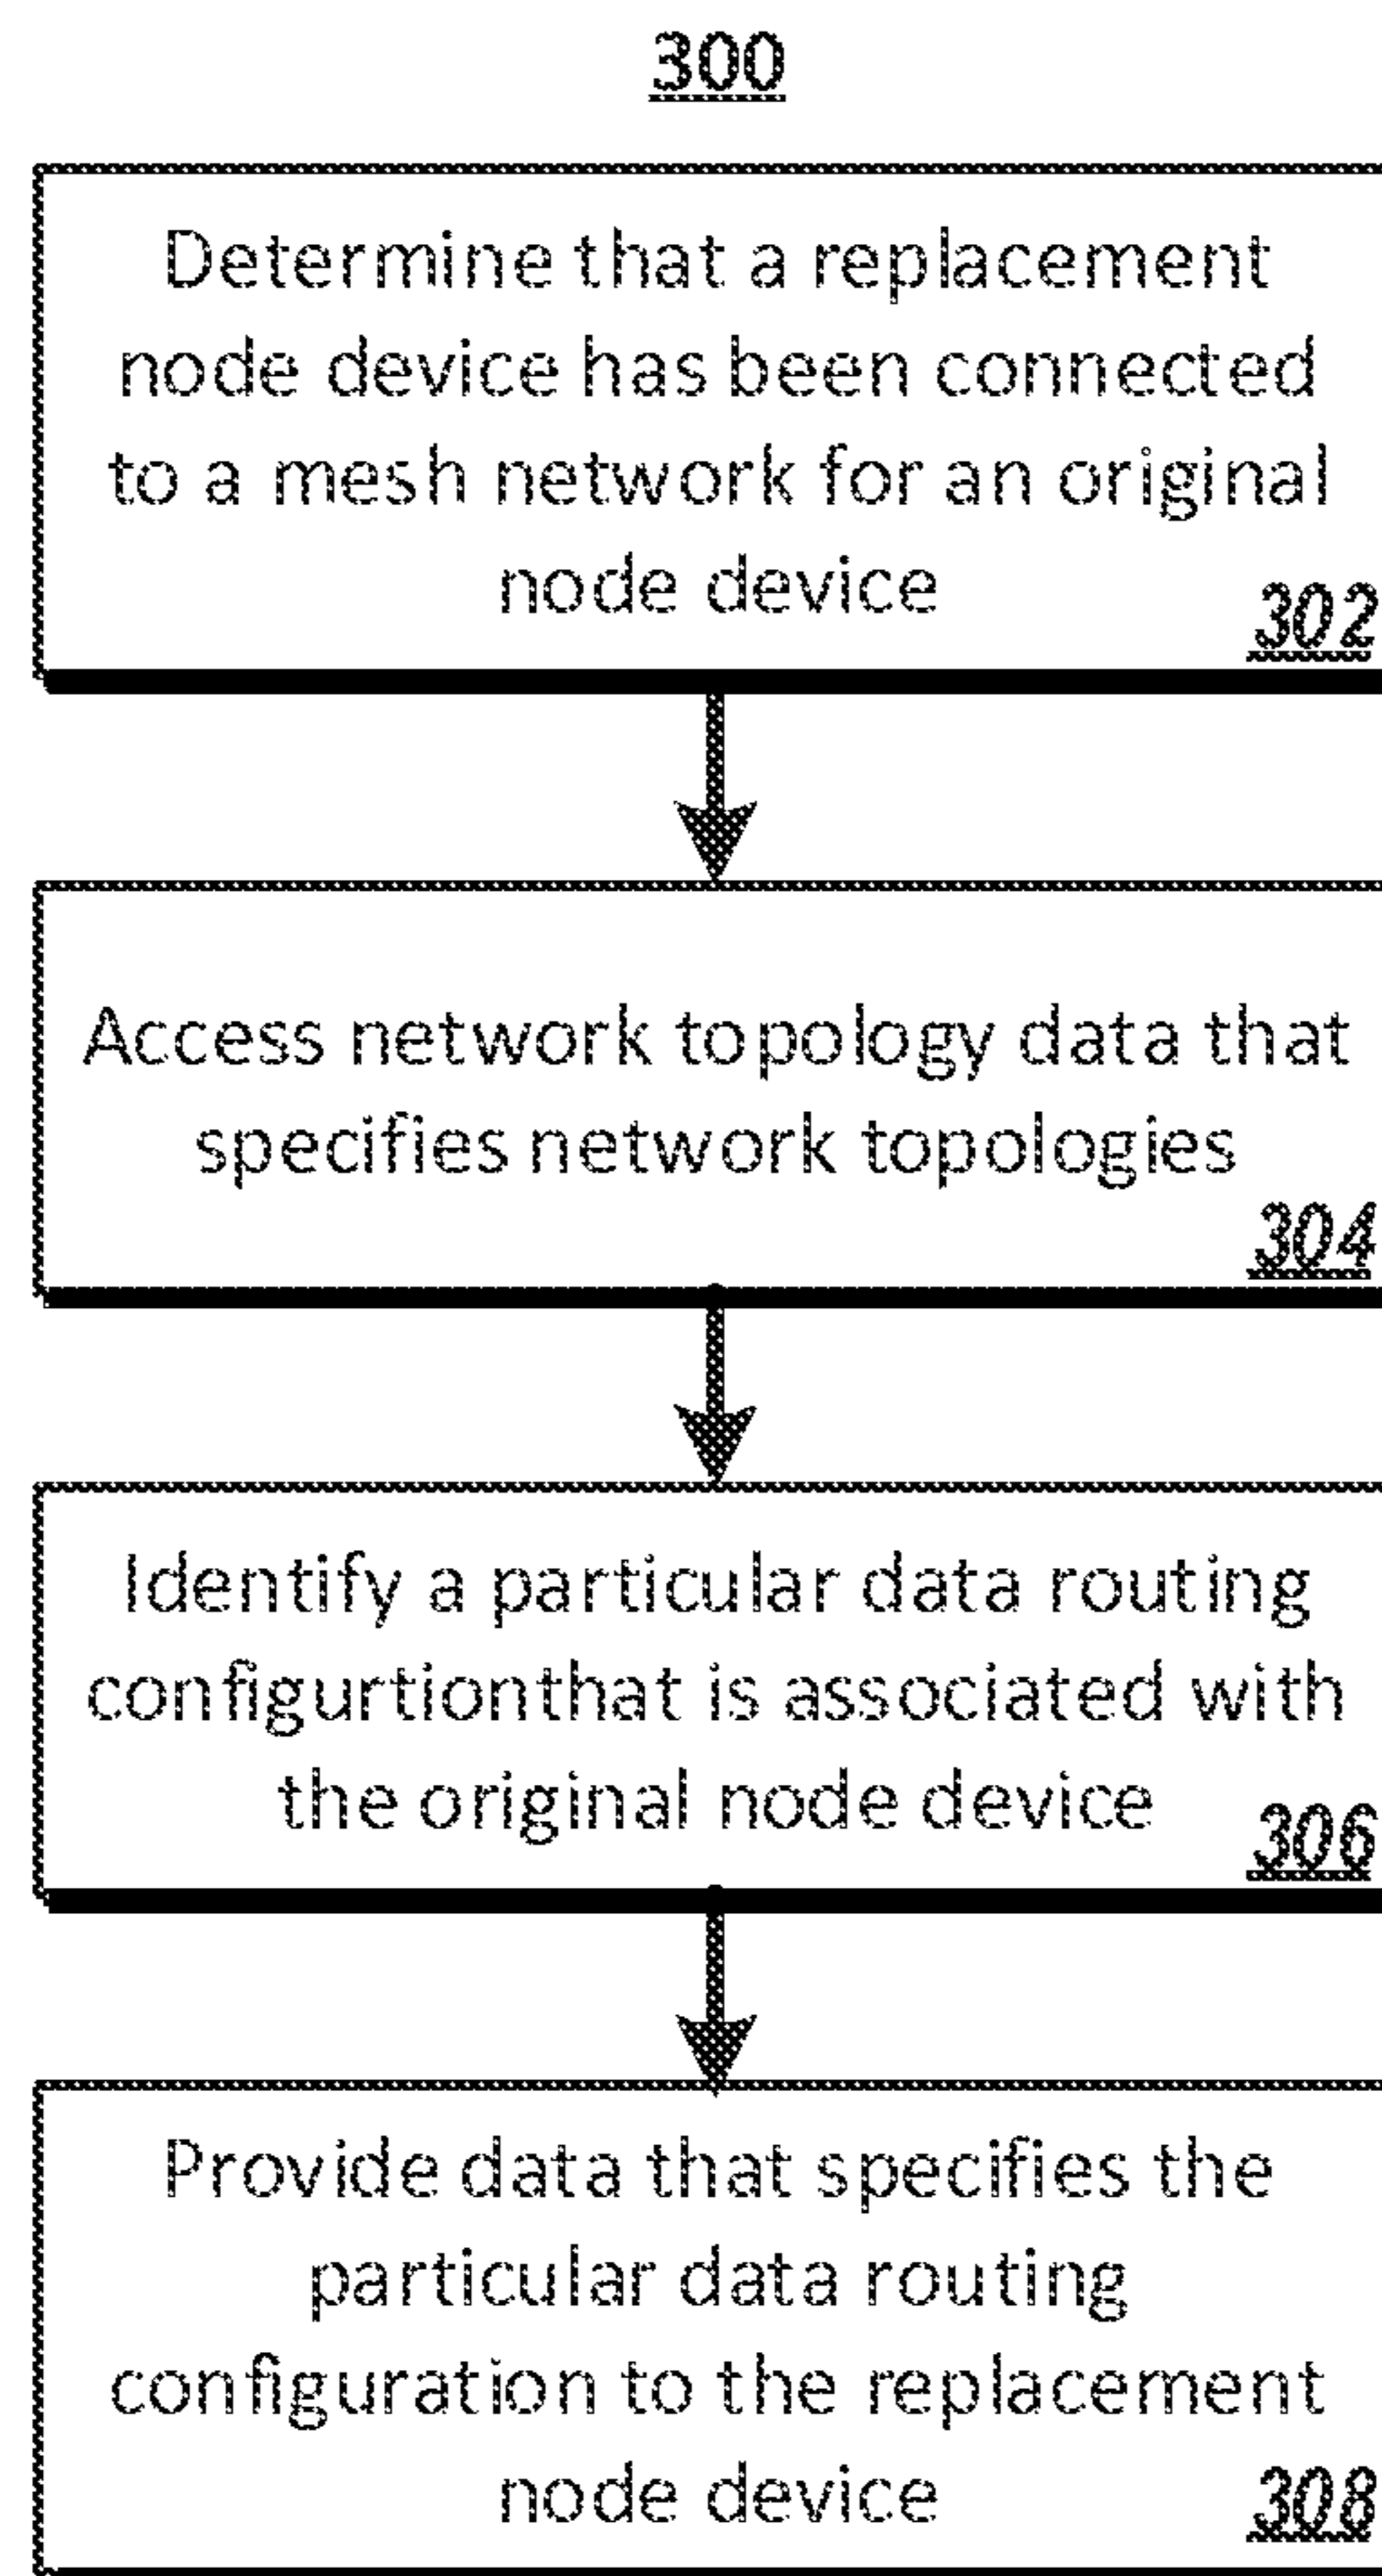 300
Determine that a replacement
node device has been connected
to a mesh network for an original
node device
302
Access network topology data that
specifies network topologies
304
Identify a particular data routing
configurtionthat is associated with
the original node device
306
Provide data that specifies the
particular data routing
configuration to the replacement
node device
308